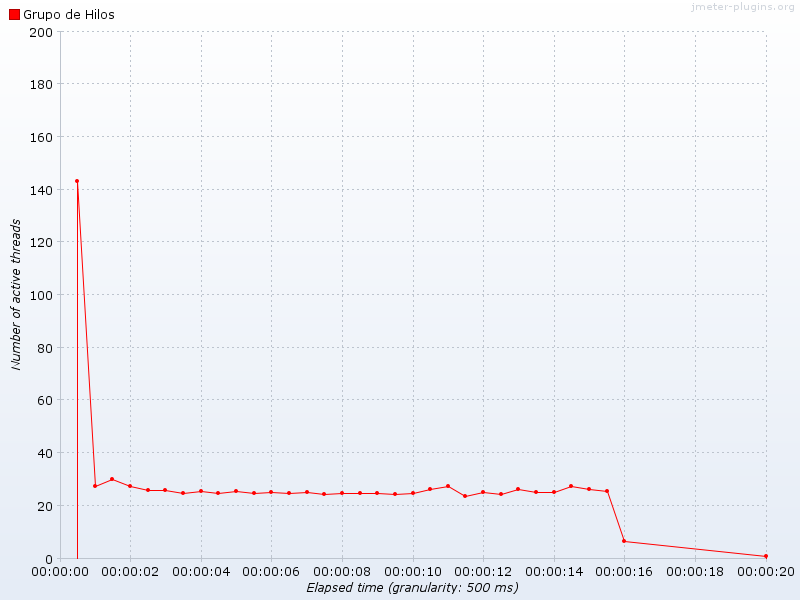 jmeter-plugins.org
Grupo de Hilos
200
180
160
140
120
100
80
60
40
20
0
Number of active threads
00:00:00 00:00:02 00:00:04 00:00:06 00:00:08 00:00:10 00:00:12 00:00:14 00:00:16 00:00:18 00:00:20
Elapsed time (granularity: 500 ms)